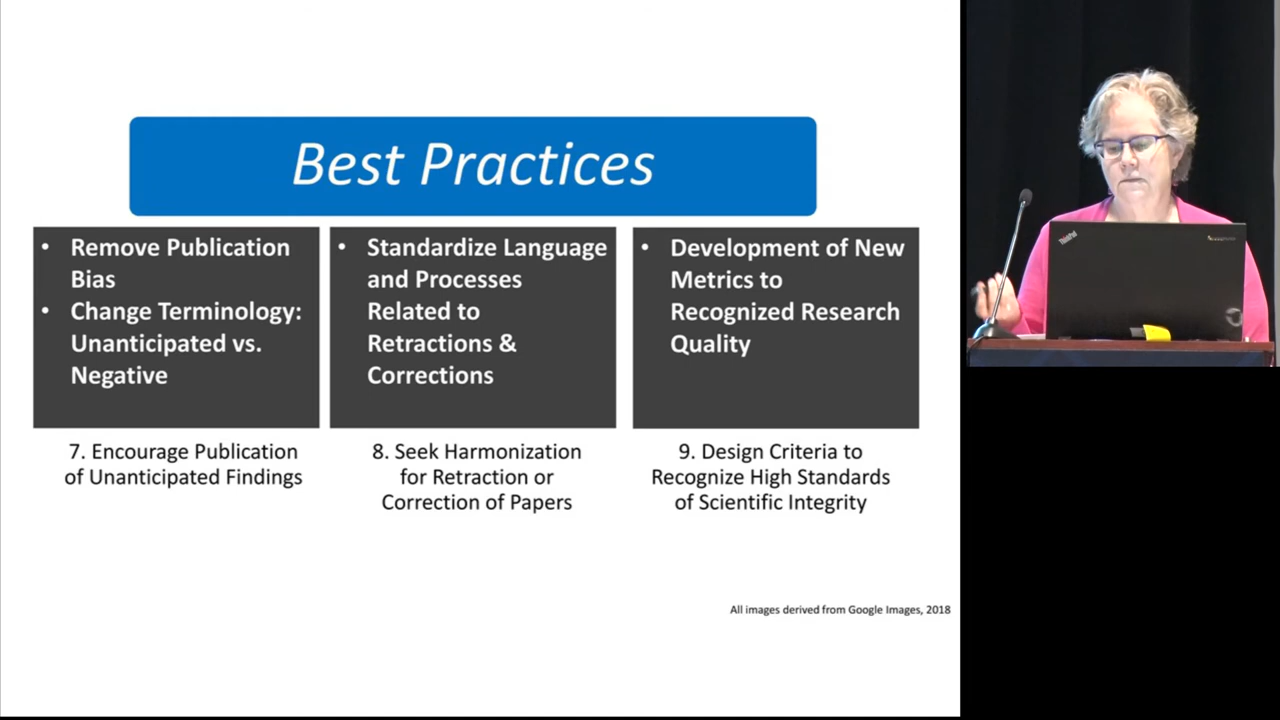 Best Practices
• Remove Publication
Bias
• Change Terminology:
Unanticipated vs.
Negative
• Standardize Language
and Processes
Related to
Retractions &
Corrections
• Development of New
Metrics to
Recognized Research
Quality
7. Encourage Publication
of Unanticipated Findings
8. Seek Harmonization
for Retraction or
Correction of Papers
9. Design Criteria to
Recognize High Standards
of Scientific Integrity
All images derived from Google Images, 2018
ThinkPad